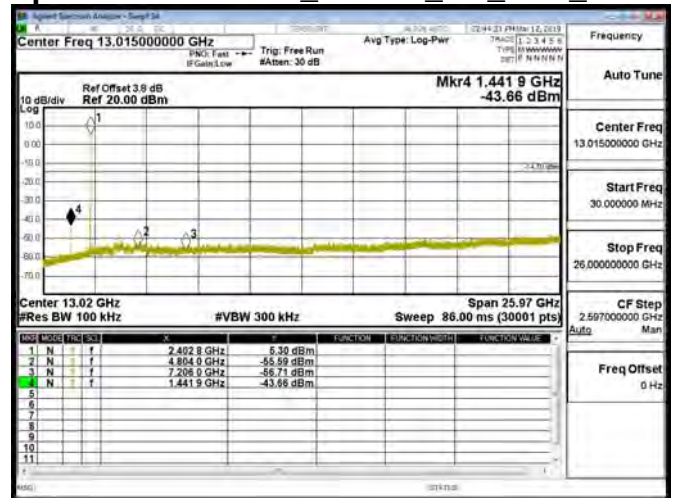 Agilent Spectrum Analyzer - Swept SA
Center Freq 13.015000000 GHz
PNO: Fast
IFGain:Low
Trig: Free Run
#Atten: 30 dB
Avg Type: Log-Pwr
02:44:21 PM Mar 12, 2019
TRACE 1 2 3 4 5 6
TYPE M W W W W W
DET P N N N N N
Frequency
Auto Tune
Ref Offset 3.8 dB
Ref 20.00 dBm
10 dB/div
Log
Mkr4 1.441 9 GHz
-43.66 dBm
10.0
0.00
-10.0
-20.0
-30.0
-40.0
-50.0
-60.0
-70.0
1
2
3
4
Center Freq
13.015000000 GHz
Start Freq
30.000000 MHz
Stop Freq
26.000000000 GHz
CF Step
2.597000000 GHz
Auto Man
Freq Offset
0 Hz
Center 13.02 GHz
#Res BW 100 kHz
#VBW 300 kHz
Span 25.97 GHz
Sweep 86.00 ms (30001 pts)
MKR MODE TRC SCL X Y FUNCTION FUNCTION WIDTH FUNCTION VALUE
1 N 1 f 2.402 8 GHz 5.30 dBm
2 N 1 f 4.804 0 GHz -55.59 dBm
3 N 1 f 7.206 0 GHz -56.71 dBm
4 N 1 f 1.441 9 GHz -43.66 dBm
5
6
7
8
9
10
11
MSG
STATUS